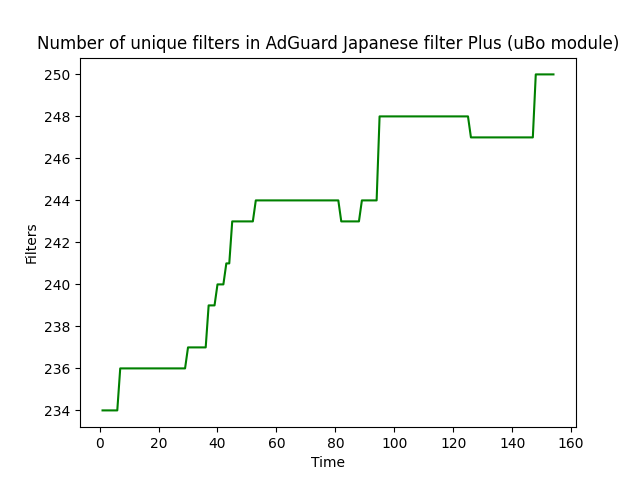 Number of unique filters in AdGuard Japanese filter Plus (uBo module)
250
248
246
244
242
240
238
236
234
Filters
0 20 40 60 80 100 120 140 160
Time